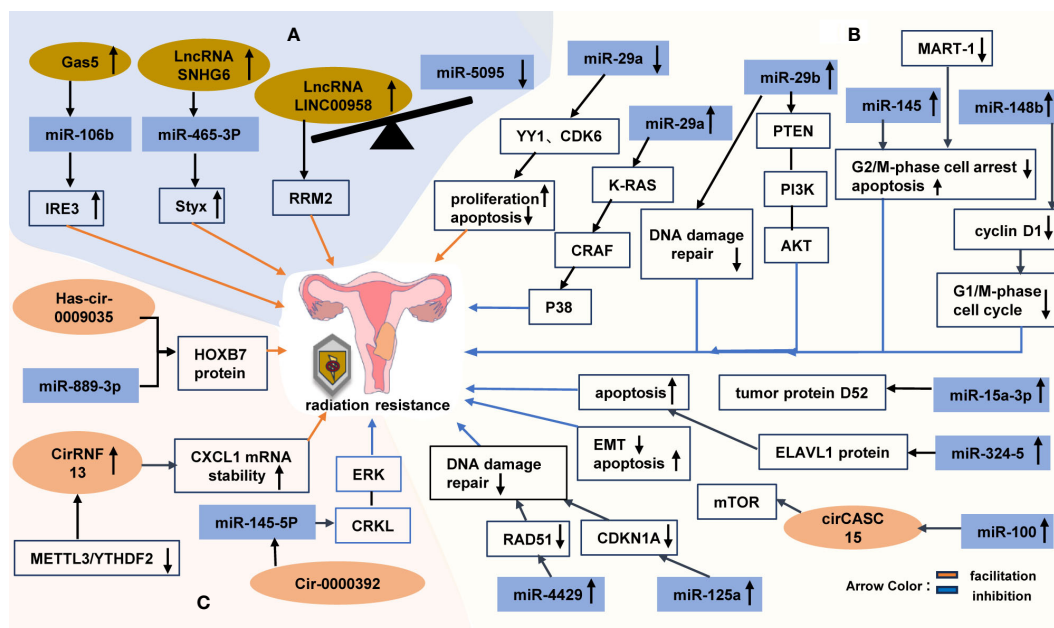 A
Gas5
LncRNA
SNHG6
LncRNA
LINC00958
miR-5095
miR-106b
miR-465-3P
IRE3
Styx
RRM2
B
miR-29a
YY1、CDK6
proliferation
apoptosis
miR-29a
K-RAS
CRAF
P38
miR-29b
PTEN
PI3K
AKT
DNA damage
repair
MART-1
miR-145
miR-148b
G2/M-phase cell arrest
apoptosis
cyclin D1
G1/M-phase
cell cycle
Has-cir-
0009035
miR-889-3p
HOXB7
protein
radiation resistance
CirRNF
13
CXCL1 mRNA
stability
METTL3/YTHDF2
miR-145-5P
ERK
CRKL
Cir-0000392
C
apoptosis
tumor protein D52
miR-15a-3p
EMT
apoptosis
ELAVL1 protein
miR-324-5
DNA damage
repair
mTOR
cirCASC
15
miR-100
RAD51
CDKN1A
miR-4429
miR-125a
Arrow Color :
facilitation
inhibition